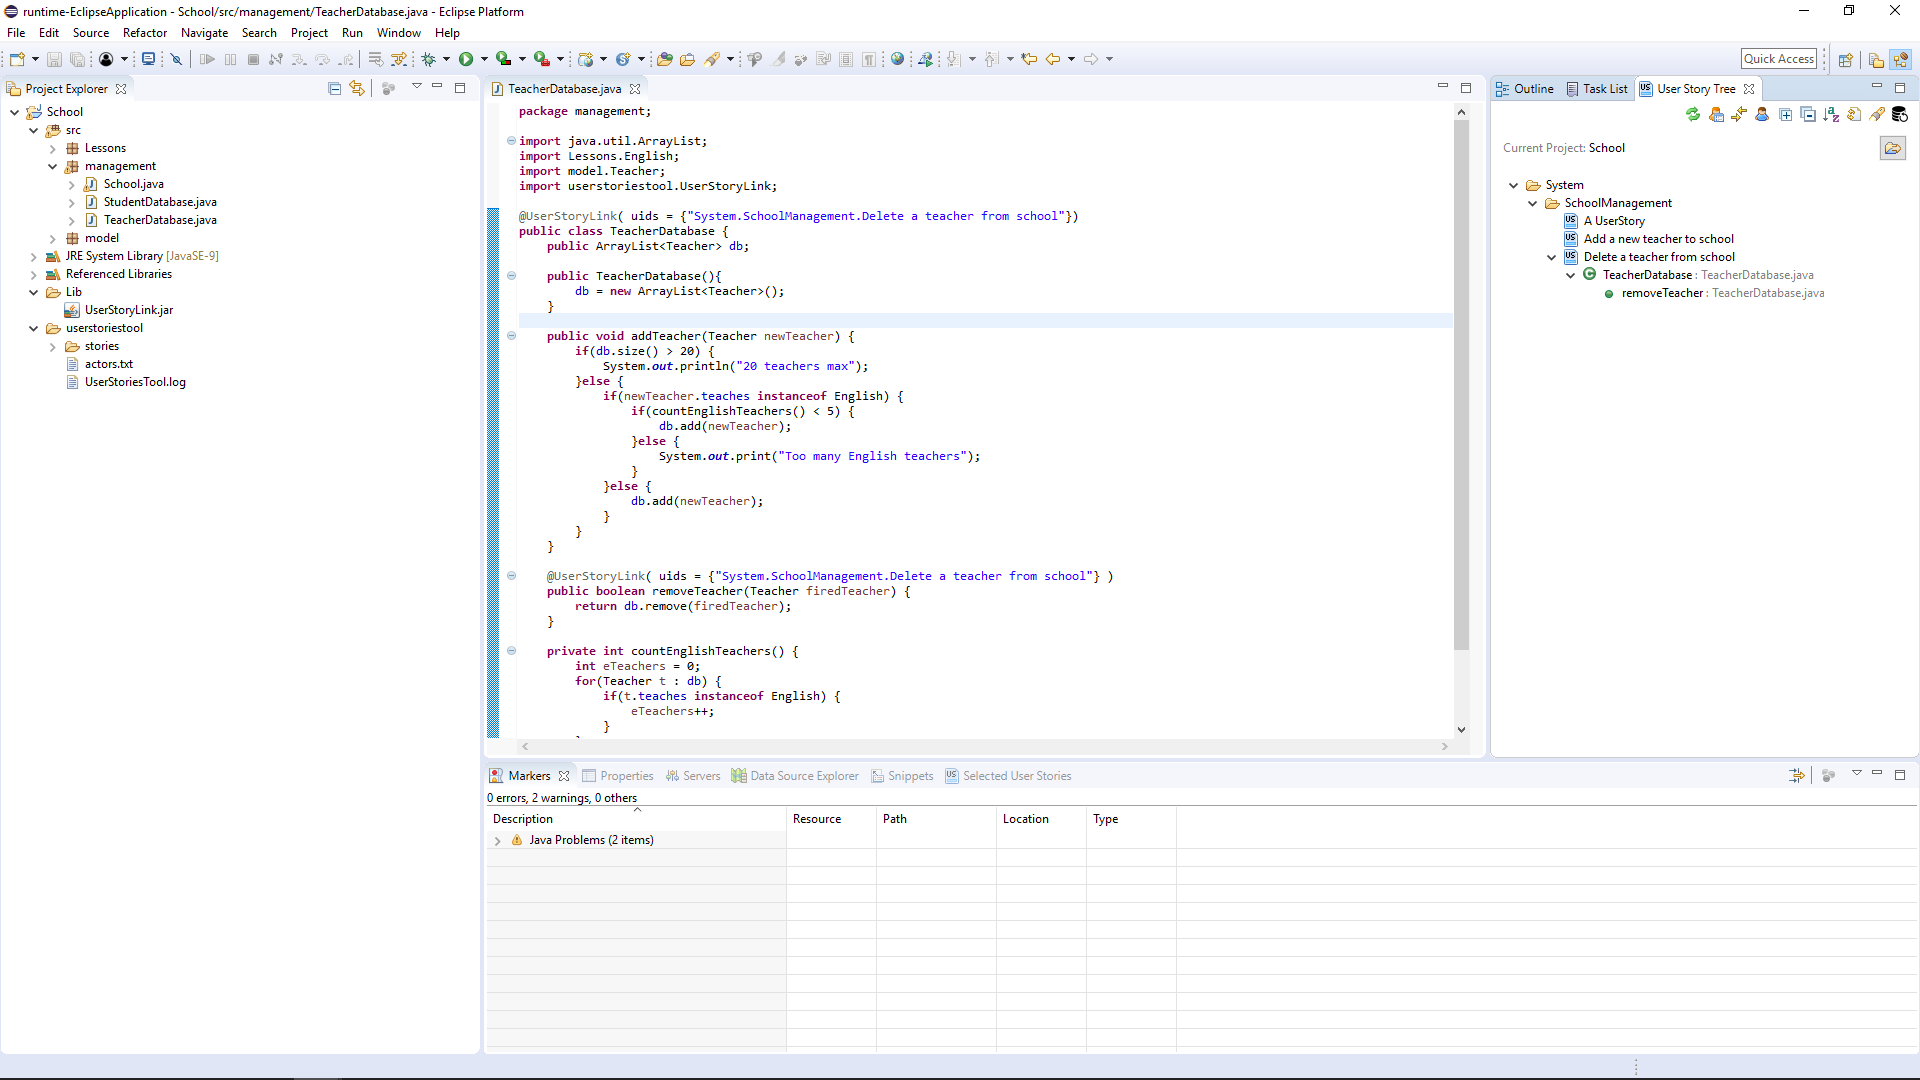 runtime-EclipseApplication - School/src/management/TeacherDatabase.java - Eclipse Platform
File Edit Source Refactor Navigate Search Project Run Window Help
Quick Access
Project Explorer
School
src
Lessons
management
School.java
StudentDatabase.java
TeacherDatabase.java
model
JRE System Library [JavaSE-9]
Referenced Libraries
Lib
UserStoryLink.jar
userstoriestool
stories
actors.txt
UserStoriesTool.log
TeacherDatabase.java
package management;
import java.util.ArrayList;
import Lessons.English;
import model.Teacher;
import userstoriestool.UserStoryLink;
@UserStoryLink( uids = {"System.SchoolManagement.Delete a teacher from school"})
public class TeacherDatabase {
public ArrayList<Teacher> db;
public TeacherDatabase(){
db = new ArrayList<Teacher>();
}
public void addTeacher(Teacher newTeacher) {
if(db.size() > 20) {
System.out.println("20 teachers max");
}else {
if(newTeacher.teaches instanceof English) {
if(countEnglishTeachers() < 5) {
db.add(newTeacher);
}else {
System.out.print("Too many English teachers");
}
}else {
db.add(newTeacher);
}
}
}
@UserStoryLink( uids = {"System.SchoolManagement.Delete a teacher from school"} )
public boolean removeTeacher(Teacher firedTeacher) {
return db.remove(firedTeacher);
}
private int countEnglishTeachers() {
int eTeachers = 0;
for(Teacher t : db) {
if(t.teaches instanceof English) {
eTeachers++;
}
Outline Task List User Story Tree
Current Project: School
System
SchoolManagement
A UserStory
Add a new teacher to school
Delete a teacher from school
TeacherDatabase : TeacherDatabase.java
removeTeacher : TeacherDatabase.java
Markers Properties Servers Data Source Explorer Snippets Selected User Stories
0 errors, 2 warnings, 0 others
Description Resource Path Location Type
Java Problems (2 items)